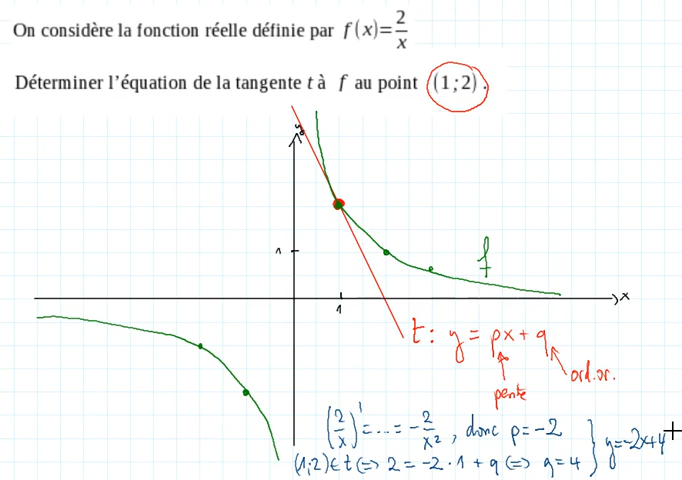 On considère la fonction réelle définie par f(x)=2/x
Déterminer l'équation de la tangente t à f au point (1;2).
y
1
f
x
1
t: y = px + q
ord.or.
pente
(2/x)' = ... = -2/x², donc p = -2
(1;2) ∈ t (=> 2 = -2·1 + q (=> q = 4 } y = -2x+4